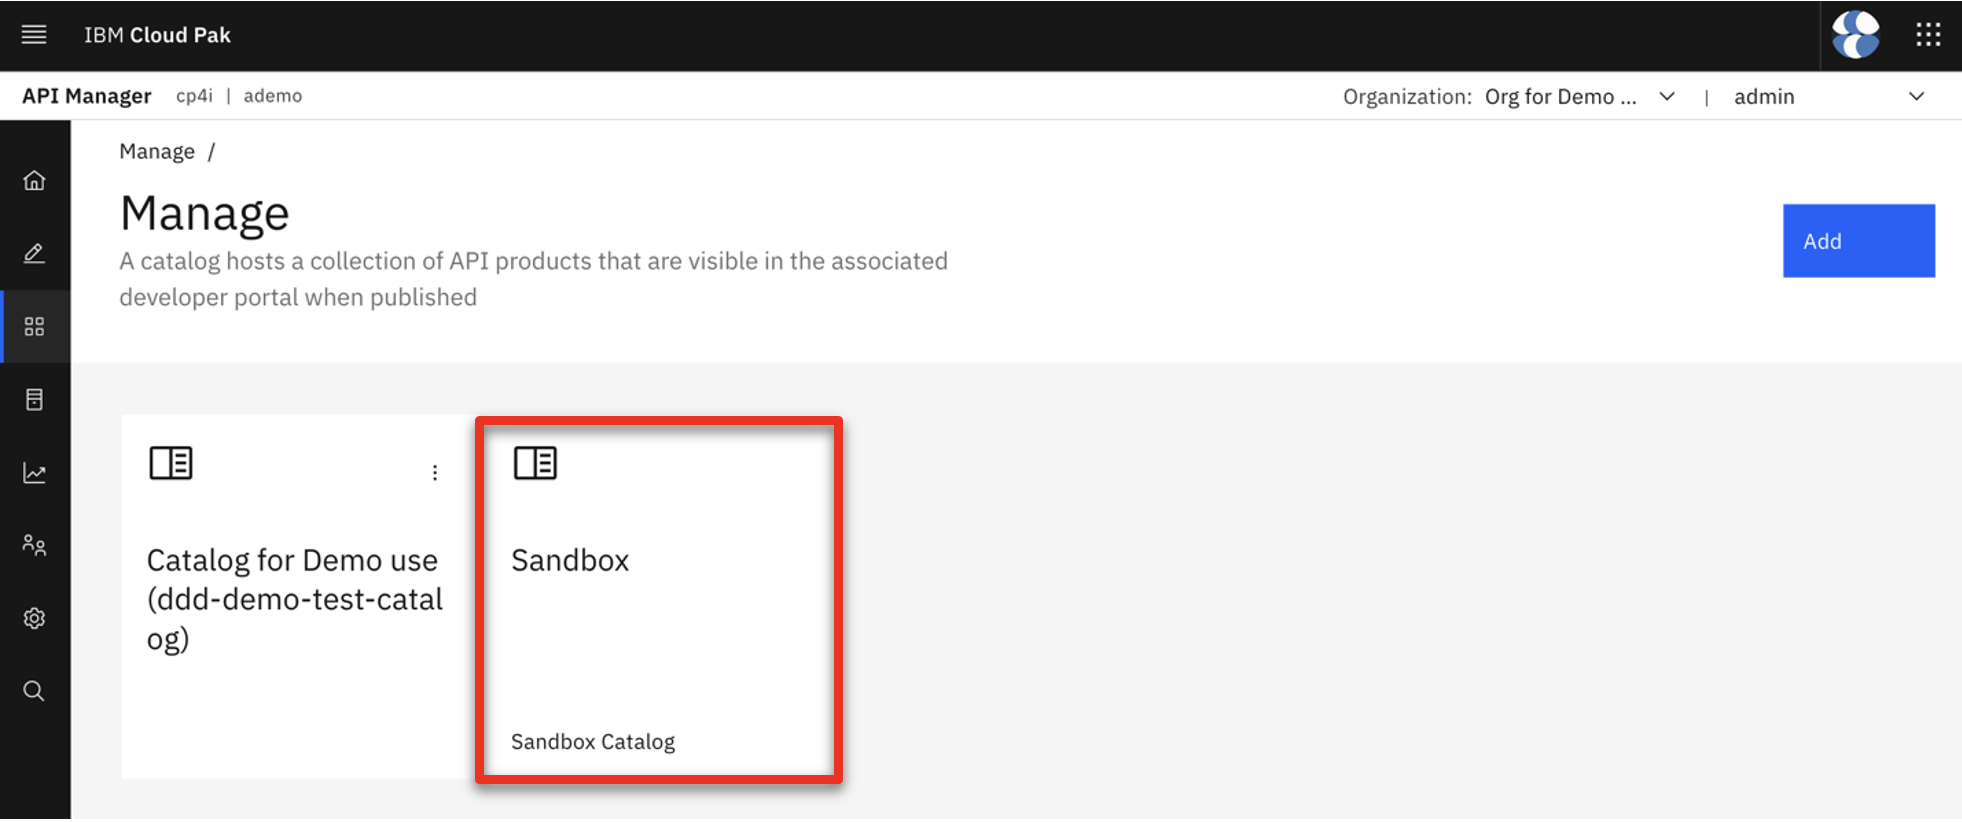 IBM Cloud Pak
API Manager cp4i | ademo Organization: Org for Demo ... | admin
Manage /
Manage
A catalog hosts a collection of API products that are visible in the associated
developer portal when published
Add
Catalog for Demo use
(ddd-demo-test-catal
og)
Sandbox
Sandbox Catalog